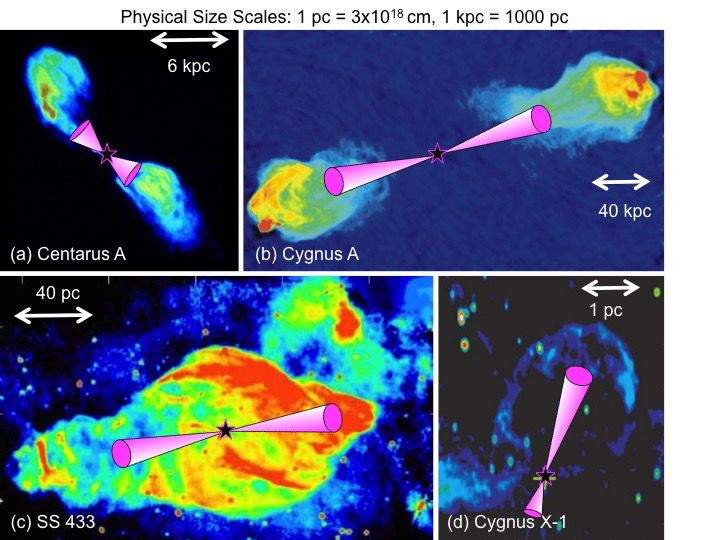 Physical Size Scales: 1 pc = 3x10¹⁸ cm, 1 kpc = 1000 pc
6 kpc
40 kpc
(a) Centarus A
(b) Cygnus A
40 pc
1 pc
(c) SS 433
(d) Cygnus X-1